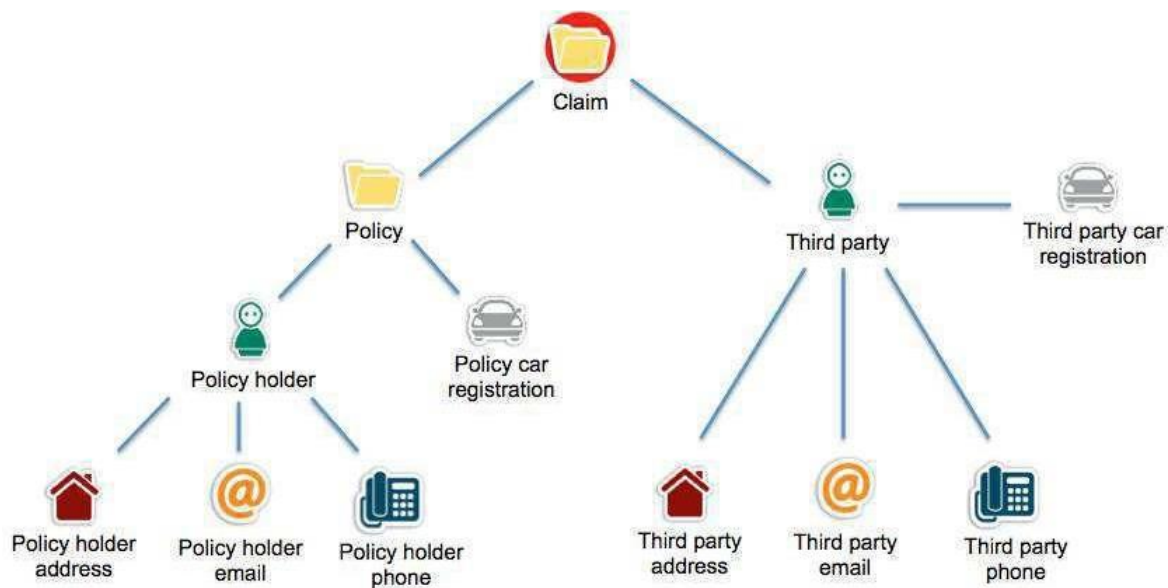 Claim
Policy
Third party
Third party car
registration
Policy holder
Policy car
registration
Policy holder
address
Policy holder
email
Policy holder
phone
Third party
address
Third party
email
Third party
phone